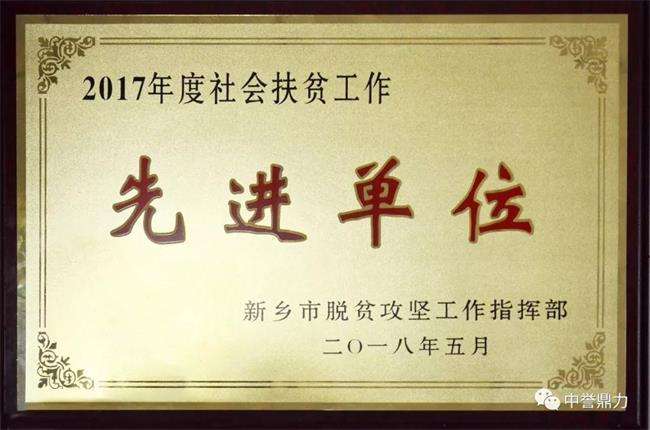 2017年度社会扶贫工作
先进单位
新乡市脱贫攻坚工作指挥部
二〇一八年五月
中誉鼎力